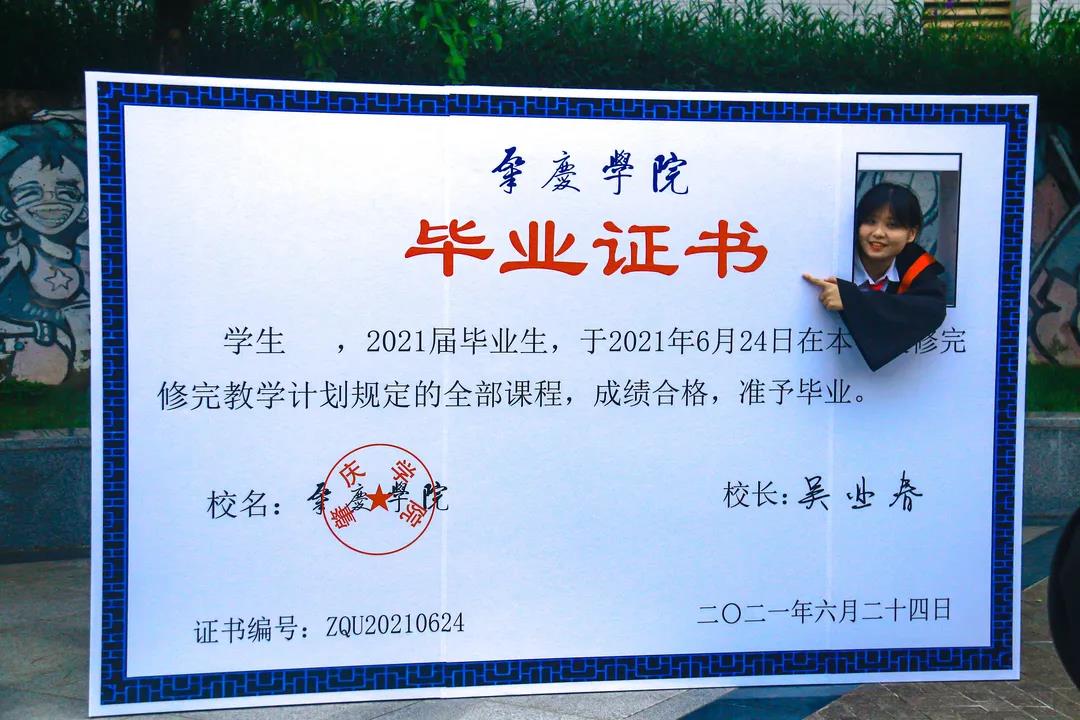 肇慶學院
毕业证书
学生 ,2021届毕业生,于2021年6月24日在本 修完
修完教学计划规定的全部课程,成绩合格,准予毕业。
校名:肇慶學院
肇庆学院
校长:吴业春
证书编号:ZQU20210624
二〇二一年六月二十四日